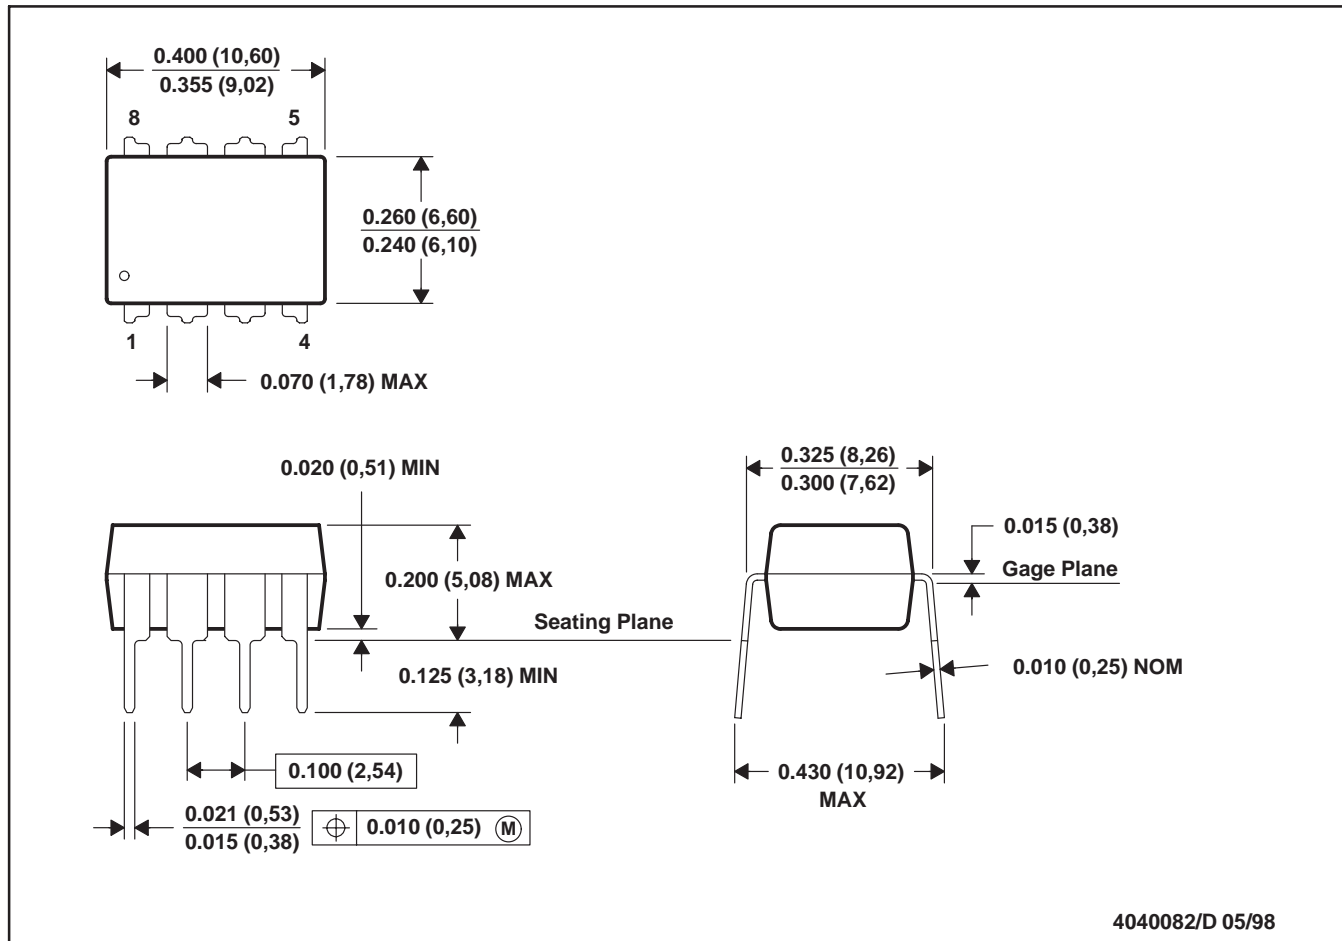 0.400 (10,60)
0.355 (9,02)
8 5
0.260 (6,60)
0.240 (6,10)
1 4
0.070 (1,78) MAX
0.020 (0,51) MIN
0.200 (5,08) MAX
Seating Plane
0.125 (3,18) MIN
0.100 (2,54)
0.021 (0,53)
0.015 (0,38)
0.010 (0,25) M
0.325 (8,26)
0.300 (7,62)
0.015 (0,38)
Gage Plane
0.010 (0,25) NOM
0.430 (10,92)
MAX
4040082/D 05/98